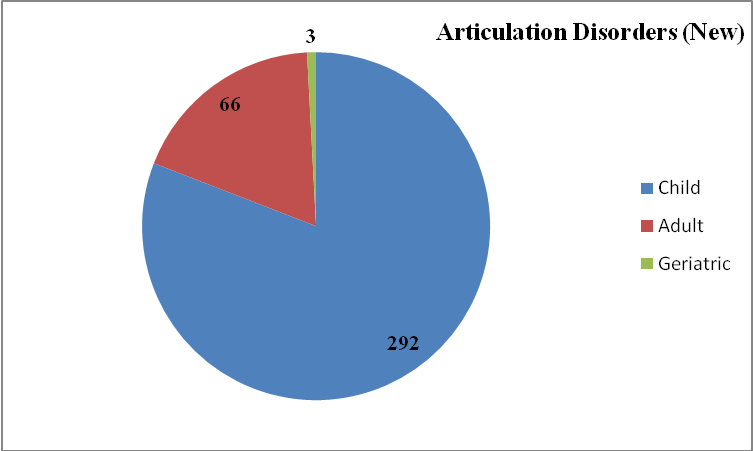 Articulation Disorders (New)
3
66
292
Child
Adult
Geriatric